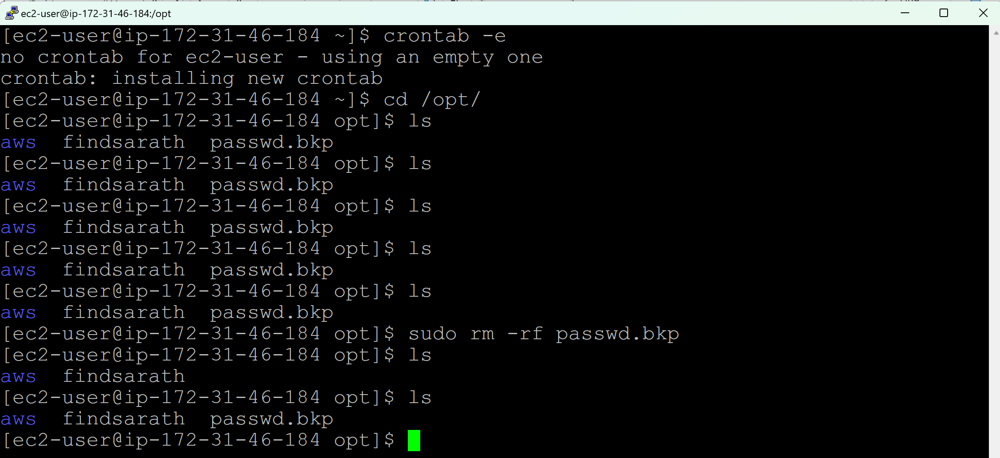 ec2-user@ip-172-31-46-184:/opt
[ec2-user@ip-172-31-46-184 ~]$ crontab -e
no crontab for ec2-user - using an empty one
crontab: installing new crontab
[ec2-user@ip-172-31-46-184 ~]$ cd /opt/
[ec2-user@ip-172-31-46-184 opt]$ ls
aws  findsarath  passwd.bkp
[ec2-user@ip-172-31-46-184 opt]$ ls
aws  findsarath  passwd.bkp
[ec2-user@ip-172-31-46-184 opt]$ ls
aws  findsarath  passwd.bkp
[ec2-user@ip-172-31-46-184 opt]$ ls
aws  findsarath  passwd.bkp
[ec2-user@ip-172-31-46-184 opt]$ ls
aws  findsarath  passwd.bkp
[ec2-user@ip-172-31-46-184 opt]$ sudo rm -rf passwd.bkp
[ec2-user@ip-172-31-46-184 opt]$ ls
aws  findsarath
[ec2-user@ip-172-31-46-184 opt]$ ls
aws  findsarath  passwd.bkp
[ec2-user@ip-172-31-46-184 opt]$